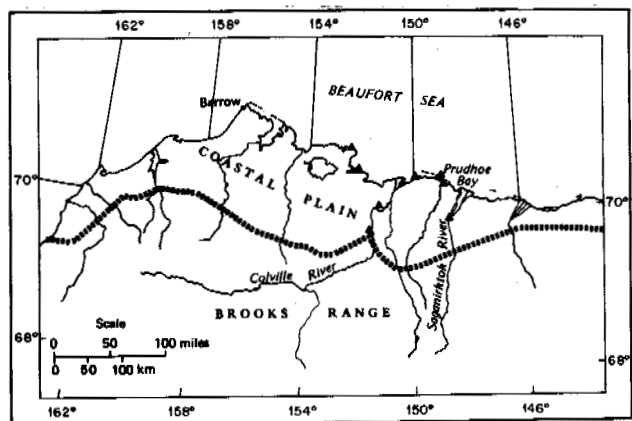 162° 158° 154° 150° 146°
BEAUFORT SEA
Barrow
COASTAL PLAIN
Prudhoe
Bay
70° 70°
Colville River
Saganirktok River
BROOKS RANGE
Scale
0 50 100 miles
0 50 100 km
68° 68°
162° 158° 154° 150° 146°